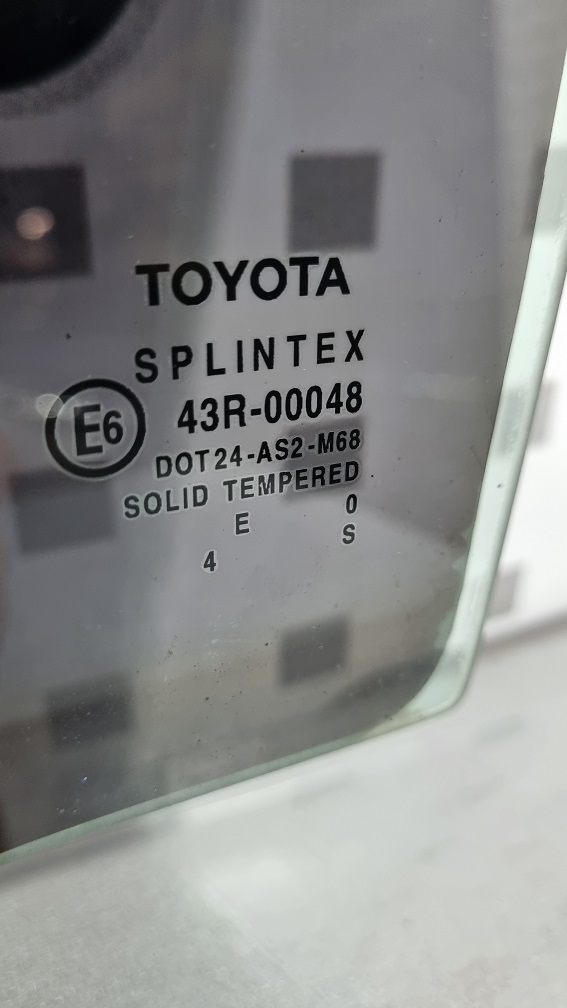 TOYOTA
SPLINTEX
E6 43R-00048
DOT24-AS2-M68
SOLID TEMPERED
E 0
4 S